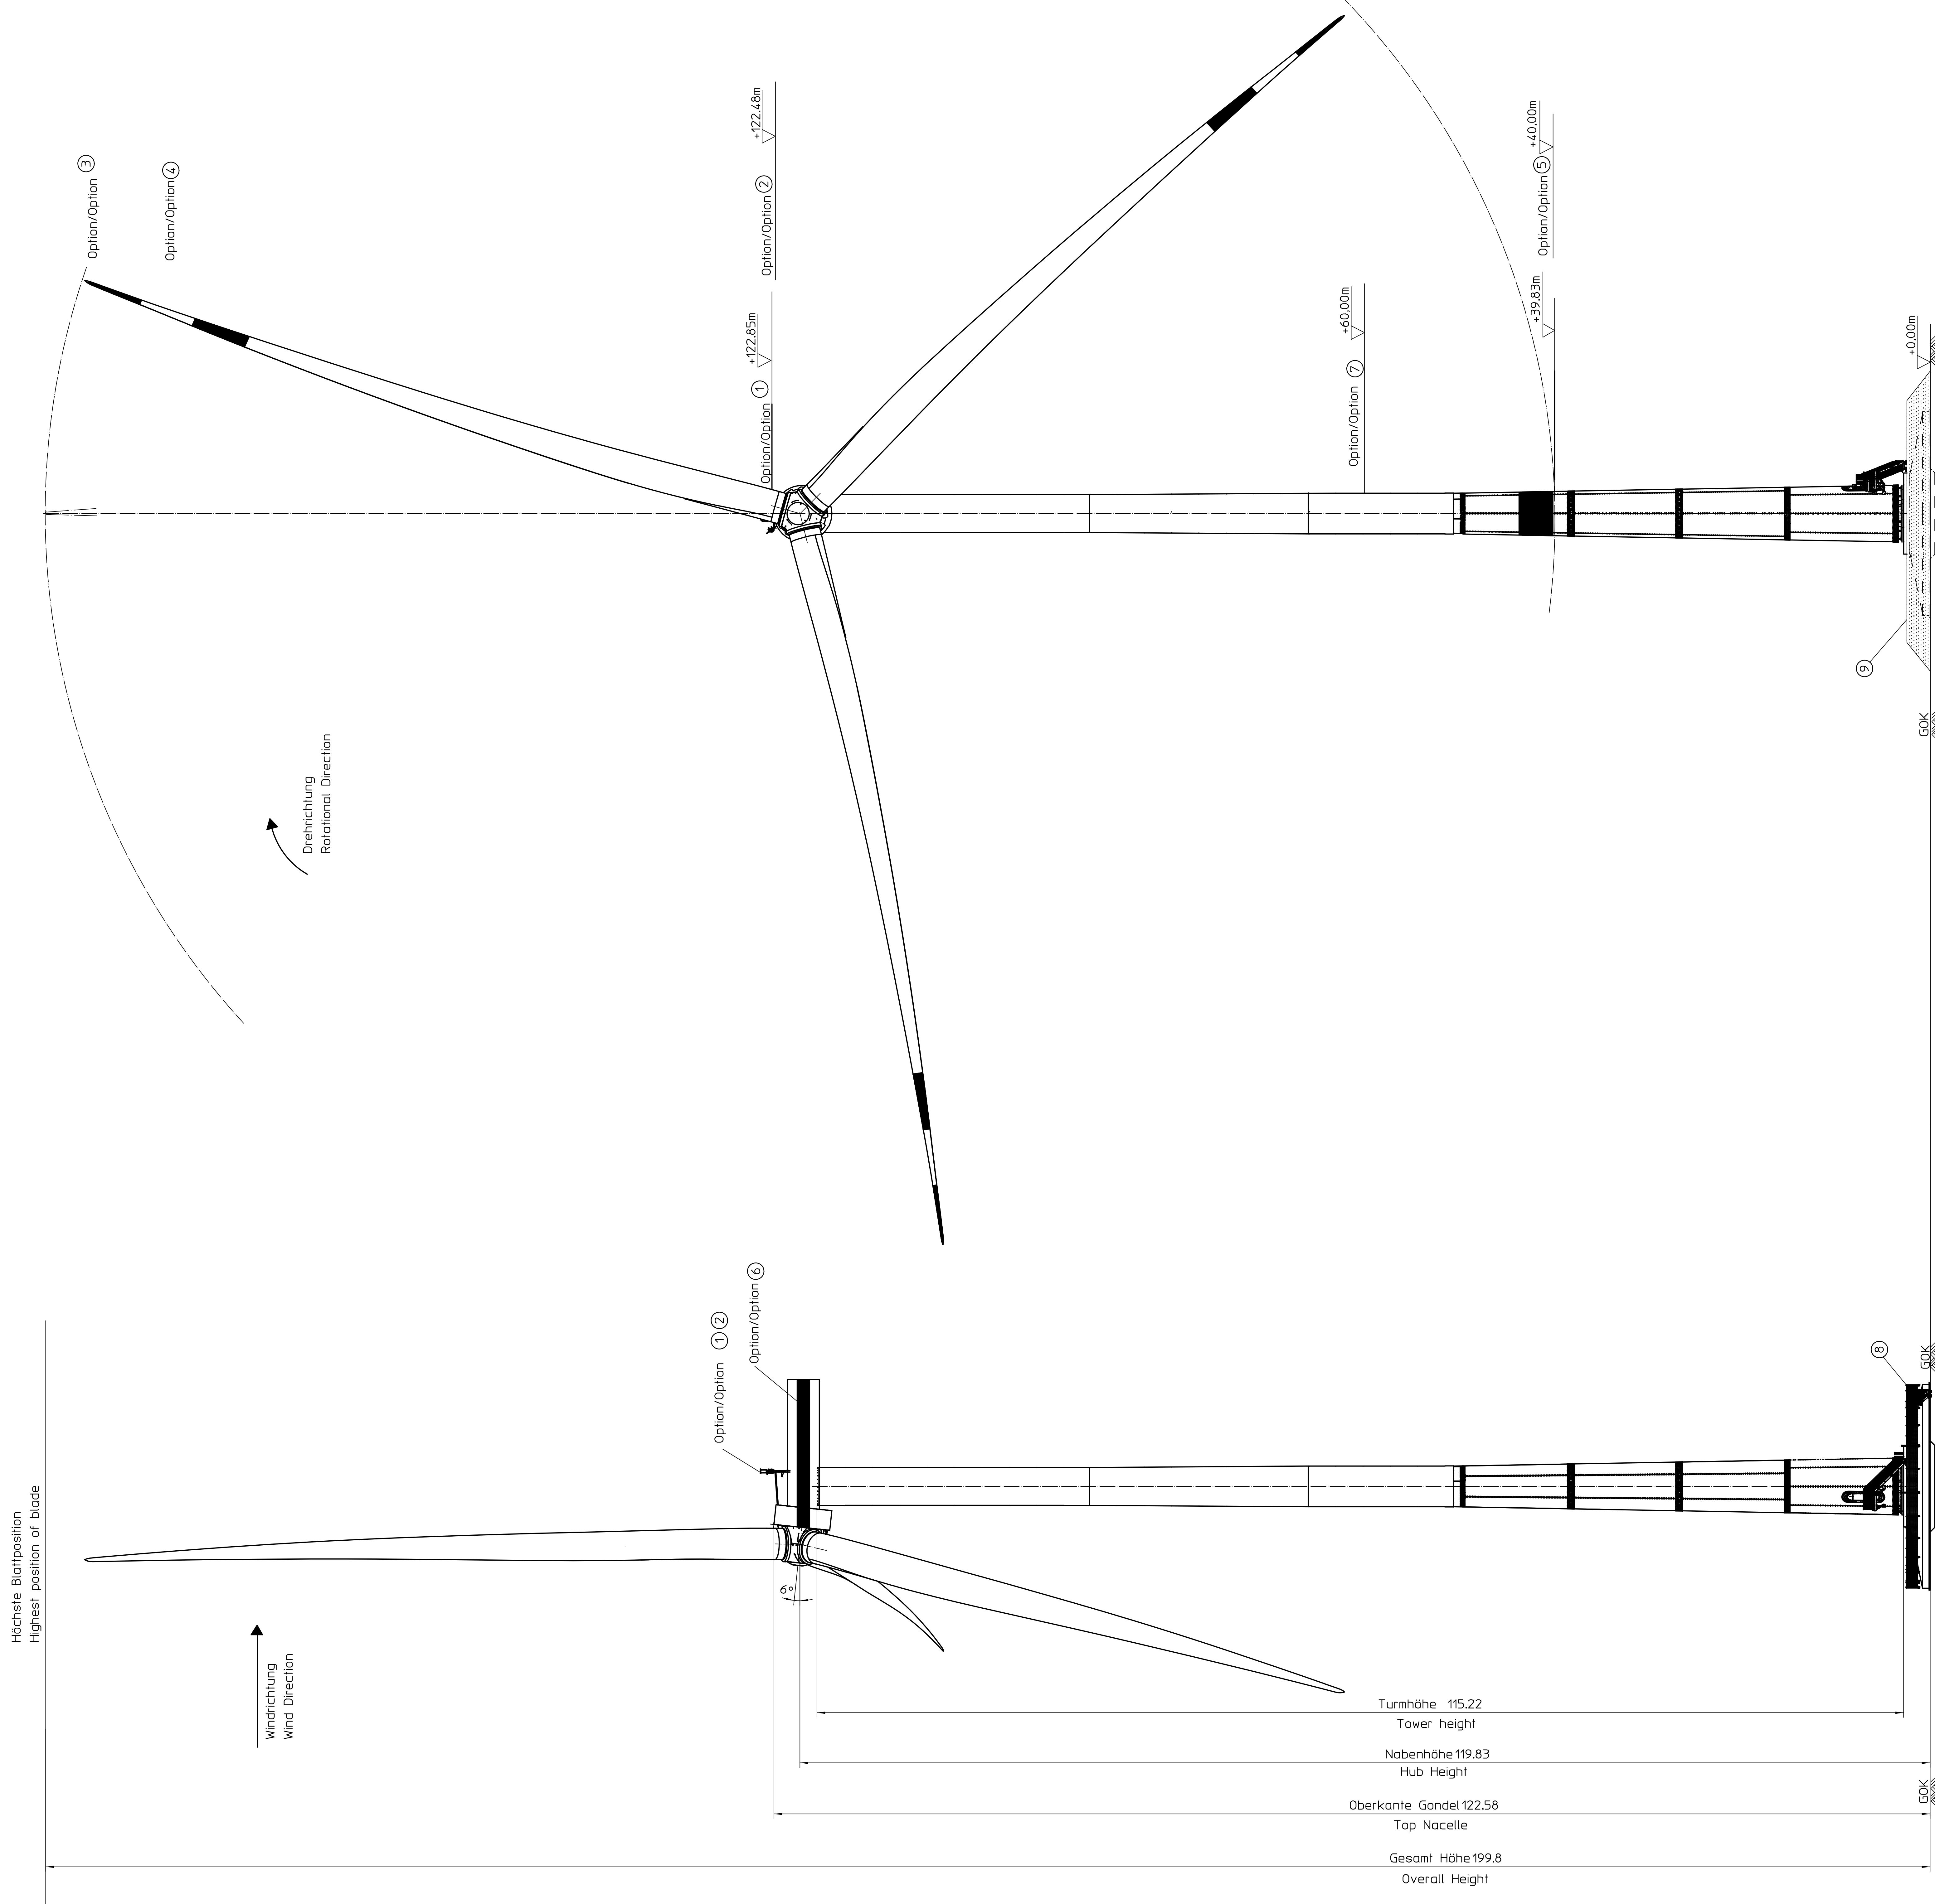 Option/Option 3
Option/Option 4
+122.48m
Option/Option 2
+122.85m
Option/Option 1
+40,00m
Option/Option 5
+39.83m
+60,00m
Option/Option 7
+0,00m
9
GOK
Drehrichtung
Rotational Direction
Option/Option 6
Option/Option 1 2
8
GOK
6°
Höchste Blattposition
Highest position of blade
Windrichtung
Wind Direction
Turmhöhe 115.22
Tower height
Nabenhöhe 119.83
Hub Height
GOK
Oberkante Gondel 122.58
Top Nacelle
Gesamt Höhe 199.8
Overall Height